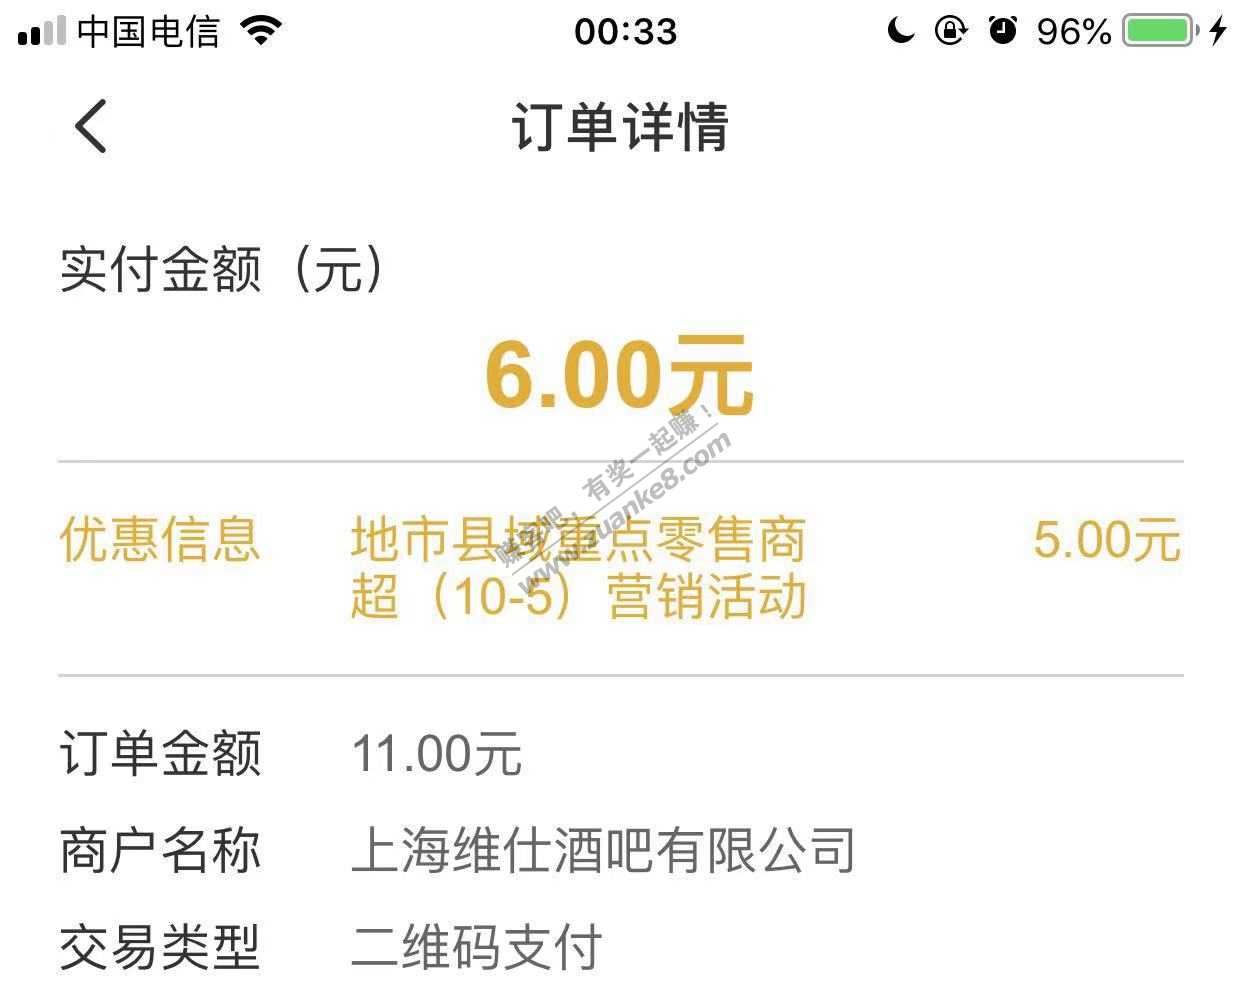 中国电信 00:33 96%
订单详情
实付金额（元）
6.00元
优惠信息 地市县域重点零售商 5.00元
超（10-5）营销活动
赚客吧，有奖一起赚！
www.zuanke8.com
订单金额 11.00元
商户名称 上海维仕酒吧有限公司
交易类型 二维码支付